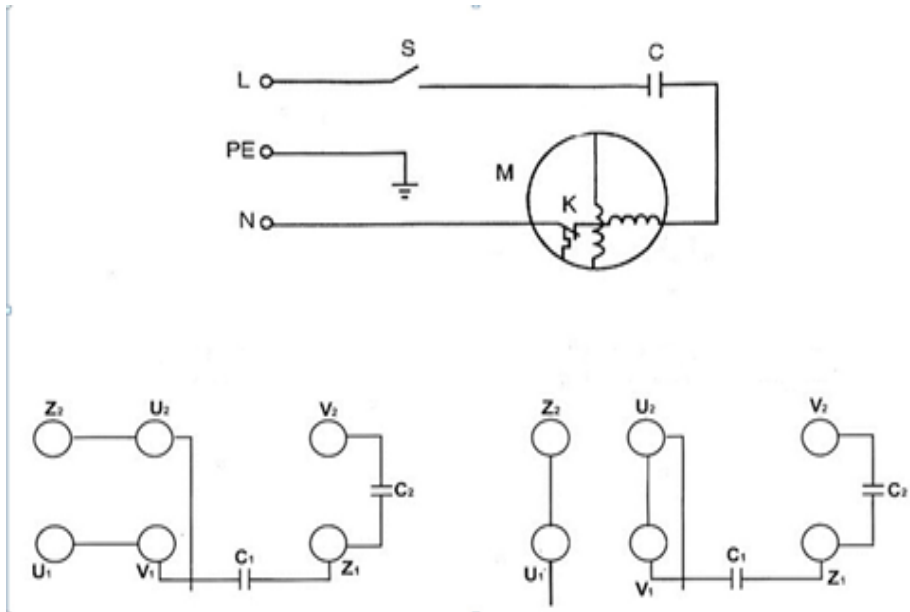 S C
L
PE
M
K
N
Z₂ U₂ V₂ Z₂ U₂ V₂
C₂ C₂
C₁ C₁
U₁ V₁ Z₁ U₁ V₁ Z₁